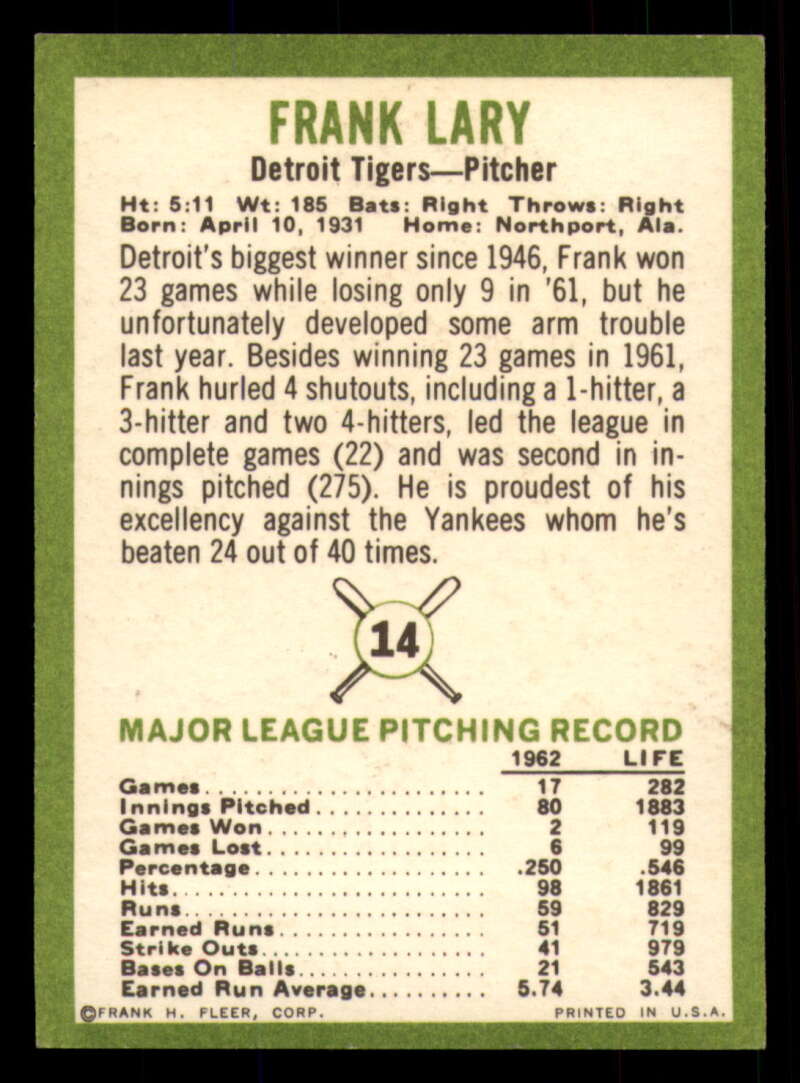 FRANK LARY
Detroit Tigers—Pitcher
Ht: 5:11 Wt: 185 Bats: Right Throws: Right
Born: April 10, 1931 Home: Northport, Ala.
Detroit's biggest winner since 1946, Frank won
23 games while losing only 9 in '61, but he
unfortunately developed some arm trouble
last year. Besides winning 23 games in 1961,
Frank hurled 4 shutouts, including a 1-hitter, a
3-hitter and two 4-hitters, led the league in
complete games (22) and was second in in-
nings pitched (275). He is proudest of his
excellency against the Yankees whom he's
beaten 24 out of 40 times.
14
MAJOR LEAGUE PITCHING RECORD
1962 LIFE
Games 17 282
Innings Pitched 80 1883
Games Won 2 119
Games Lost 6 99
Percentage .250 .546
Hits 98 1861
Runs 59 829
Earned Runs 51 719
Strike Outs 41 979
Bases On Balls 21 543
Earned Run Average 5.74 3.44
©FRANK H. FLEER, CORP. PRINTED IN U.S.A.